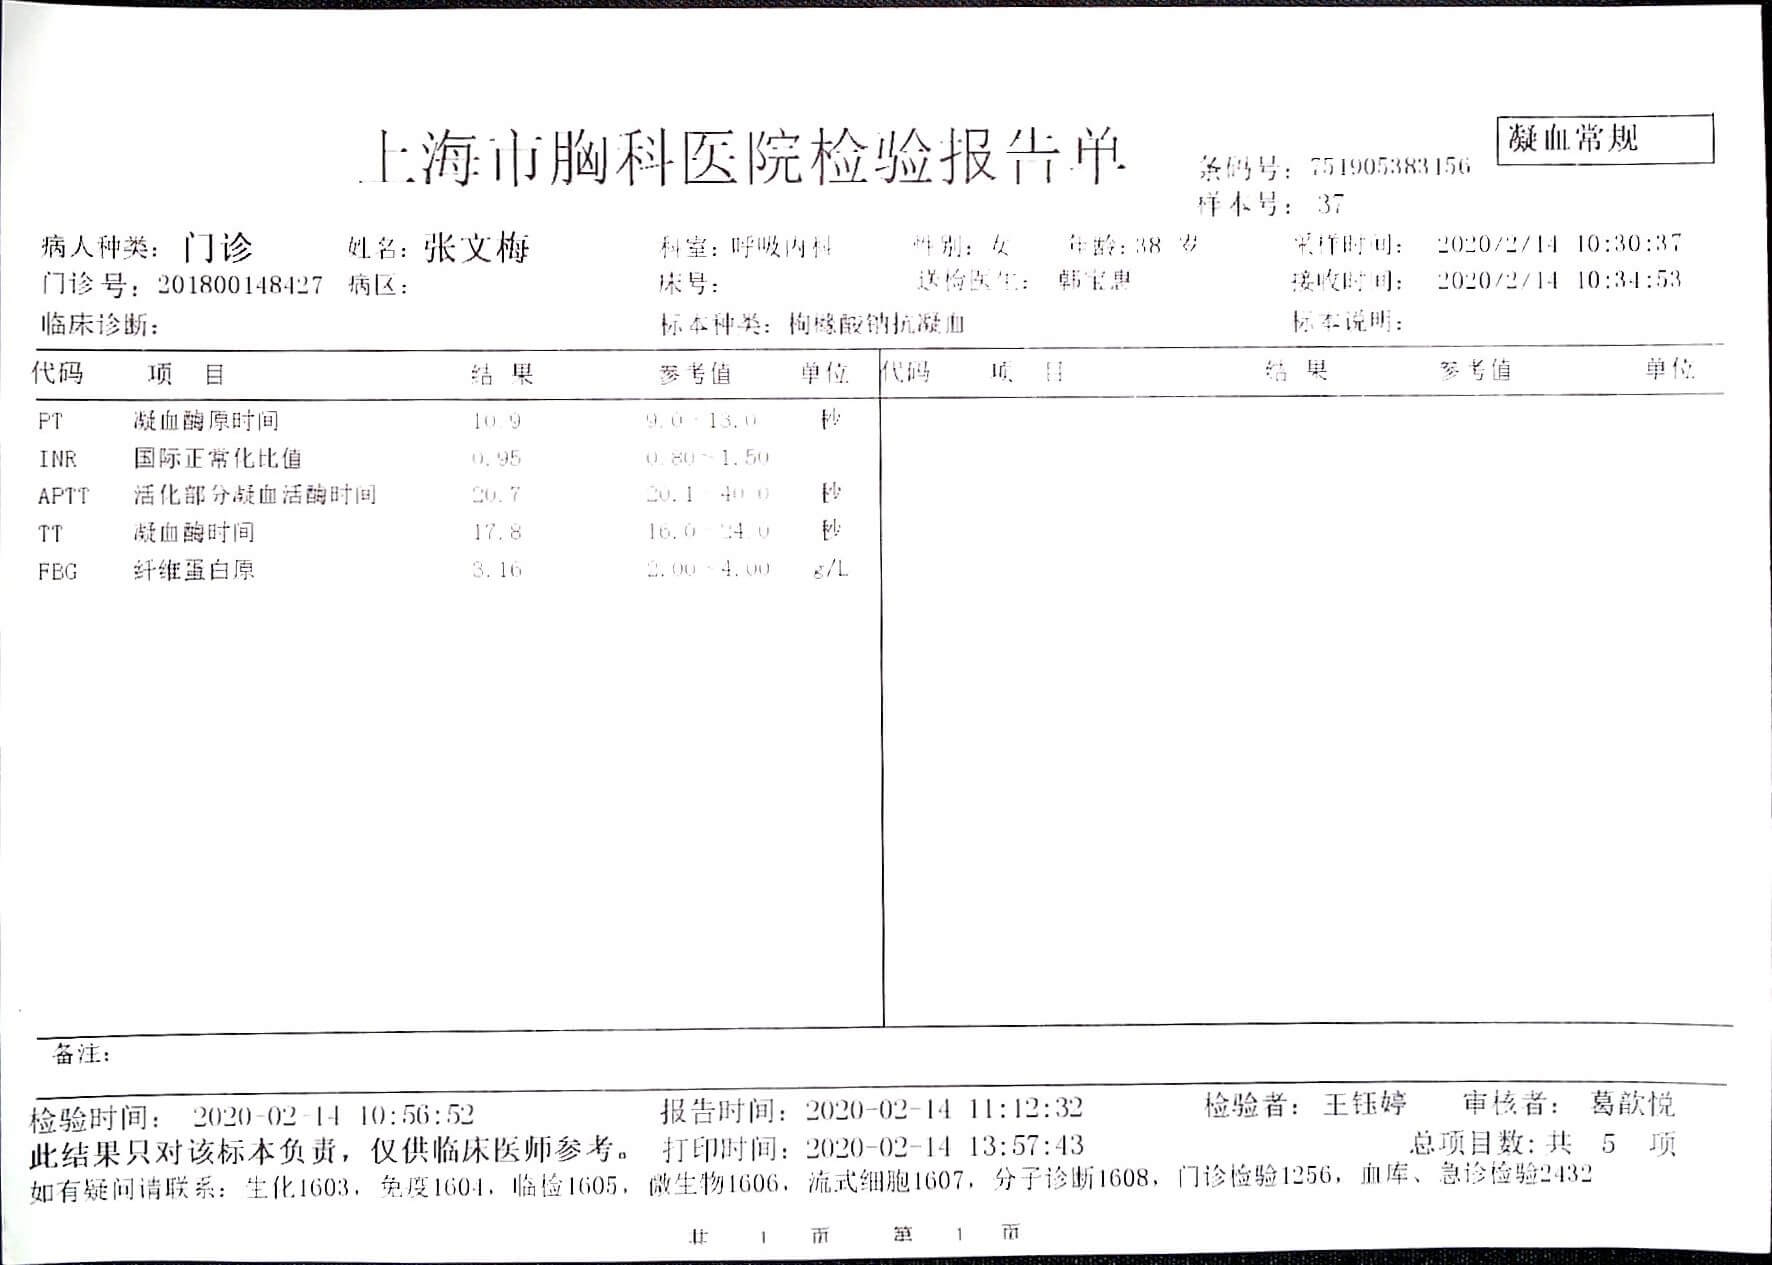 上海市胸科医院检验报告单
凝血常规
条码号: 751905383156
样本号: 37
病人种类: 门诊 姓名: 张文梅 科室: 呼吸内科 性别: 女 年龄: 38 岁 采样时间: 2020/2/14 10:30:37
门诊号: 201800148427 病区: 床号: 送检医生: 韩宝惠 接收时间: 2020/2/14 10:34:53
临床诊断: 标本种类: 枸橼酸钠抗凝血 标本说明:
代码 项目 结果 参考值 单位 代码 项目 结果 参考值 单位
PT 凝血酶原时间 10.9 9.0~13.0 秒
INR 国际正常化比值 0.95 0.80~1.50
APTT 活化部分凝血活酶时间 20.7 20.1~40.0 秒
TT 凝血酶时间 17.8 16.0~24.0 秒
FBG 纤维蛋白原 3.16 2.00~4.00 g/L
备注:
检验时间: 2020-02-14 10:56:52 报告时间: 2020-02-14 11:12:32 检验者: 王钰婷 审核者: 葛歆悦
此结果只对该标本负责，仅供临床医师参考。 打印时间: 2020-02-14 13:57:43 总项目数: 共 5 项
如有疑问请联系: 生化1603, 免疫1604, 临检1605, 微生物1606, 流式细胞1607, 分子诊断1608, 门诊检验1256, 血库、急诊检验2432
共 1 页 第 1 页